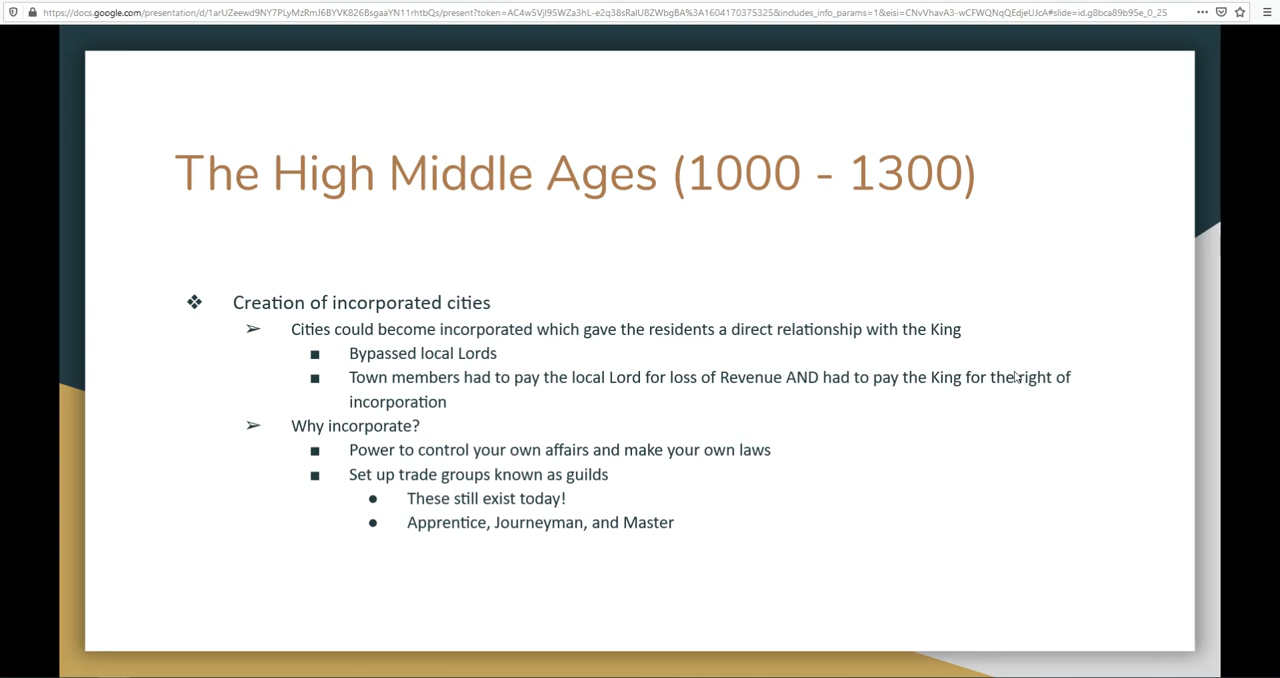 https://docs.google.com/presentation/d/1arUZeewd9NY7PLyMzRmJ6BYVK826BsgaaYN11rhtbQs/present?token=AC4w5Vjl95WZa3hL-e2q38sRalU8ZWbgBA%3A1604170375325&includes_info_params=1&eisi=CNvVhavA3-wCFWQNqQEdjeUJcA#slide=id.g8bca89b95e_0_25
The High Middle Ages (1000 - 1300)
Creation of incorporated cities
Cities could become incorporated which gave the residents a direct relationship with the King
Bypassed local Lords
Town members had to pay the local Lord for loss of Revenue AND had to pay the King for the right of
incorporation
Why incorporate?
Power to control your own affairs and make your own laws
Set up trade groups known as guilds
These still exist today!
Apprentice, Journeyman, and Master